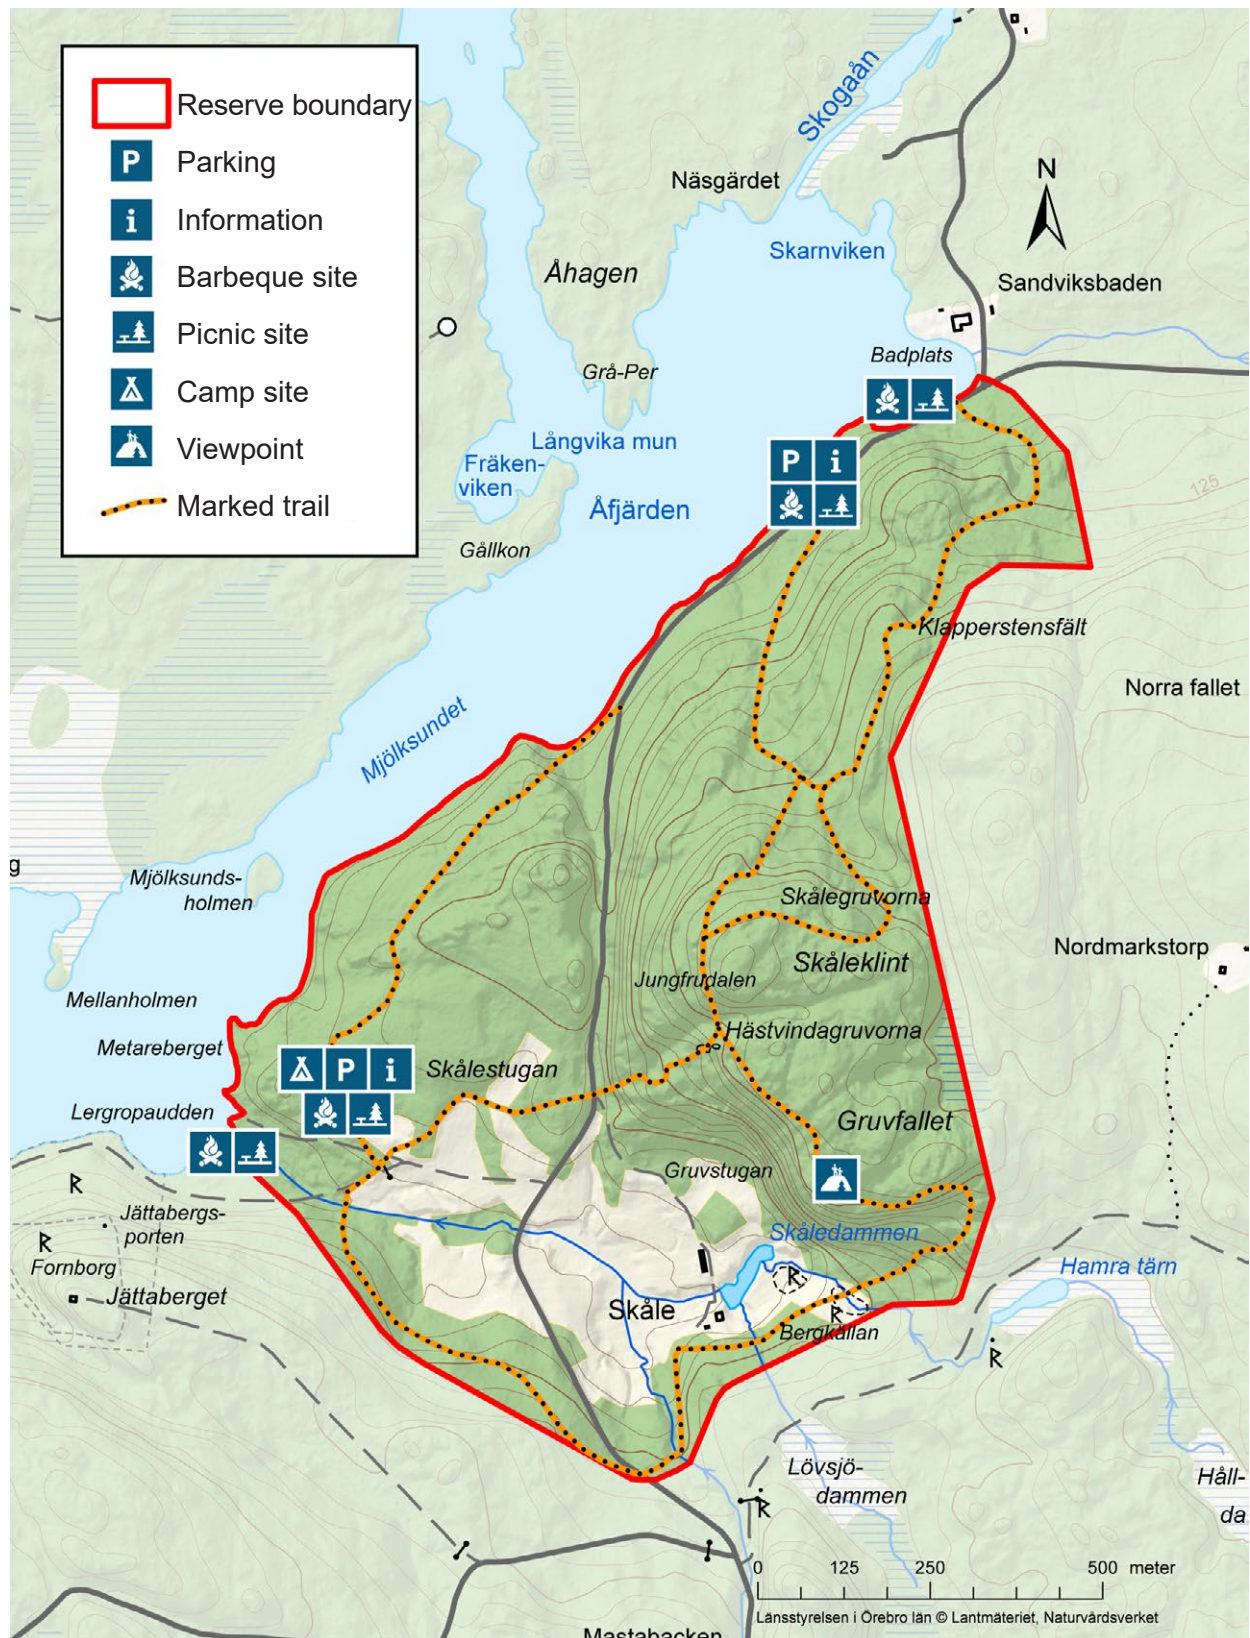 Reserve boundary
P Parking
i Information
Barbeque site
Picnic site
Camp site
Viewpoint
Marked trail
Skogaån
Näsgärdet
N
Skarnviken
Åhagen
Sandviksbaden
Badplats
Grå-Per
Långvika mun
Fräken-
viken
P i
Åfjärden
125
Gållkon
Klapperstensfält
Norra fallet
Mjölksundet
g
Mjölksunds-
holmen
Skålegruvorna
Nordmarkstorp
Skåleklint
Jungfrudalen
Mellanholmen
Hästvindagruvorna
Metareberget
P i
Skålestugan
Lergropaudden
Gruvfallet
Gruvstugan
R
Jättabergs-
porten
Skåledammen
R
Fornborg
Hamra tärn
R
Jättaberget
Skåle
R
Bergkällan
R
Lövsjö-
dammen
Håll-
da
R
0 125 250 500 meter
Länsstyrelsen i Örebro län © Lantmäteriet, Naturvårdsverket
Mastabacken